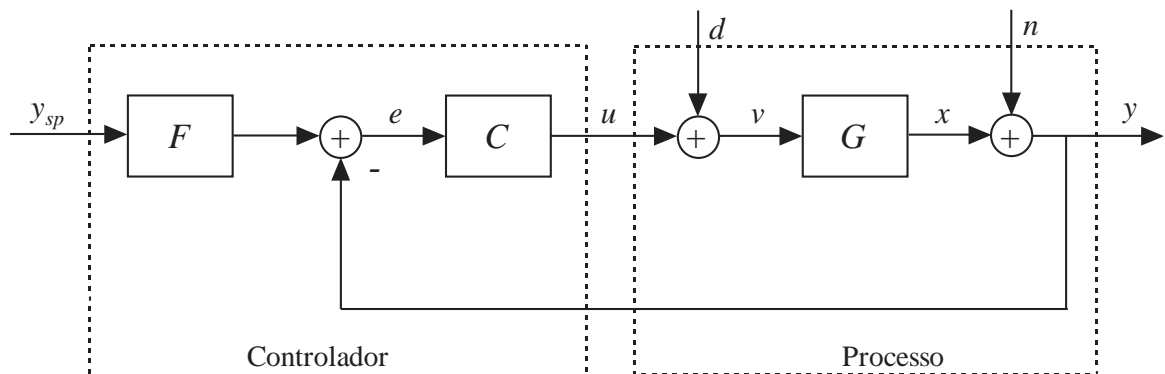 d
n
y_sp
F
+
e
C
u
+
v
G
x
+
y
-
Controlador
Processo